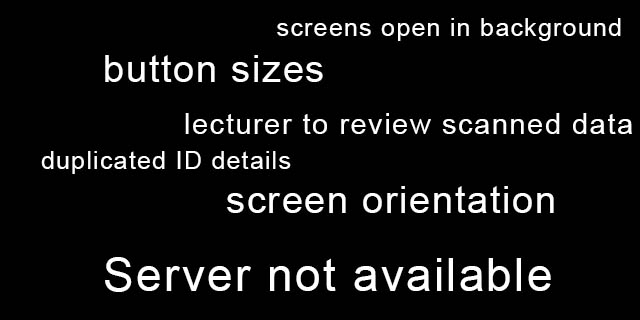 screens open in background
button sizes
lecturer to review scanned data
duplicated ID details
screen orientation
Server not available